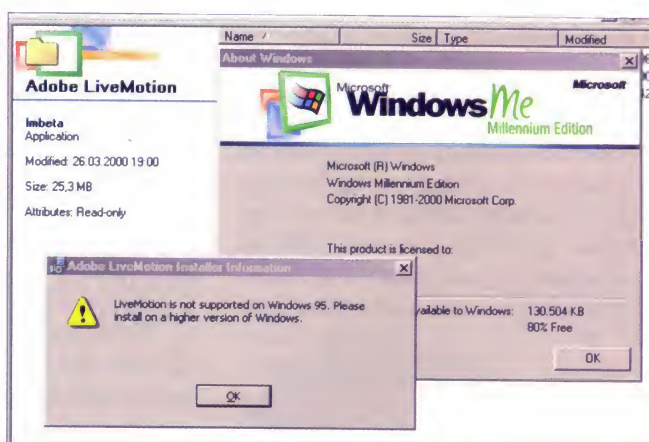 Name
Size
Type
Modified
Adobe LiveMotion
lmbeta
Application
Modified: 26.03.2000 19:00
Size: 25,3 MB
Attributes: Read-only
About Windows
Microsoft
Microsoft
Windows Me
Millennium Edition
Microsoft (R) Windows
Windows Millennium Edition
Copyright (C) 1981-2000 Microsoft Corp.
This product is licensed to:
vailable to Windows: 130.504 KB
80% Free
OK
Adobe LiveMotion Installer Information
LiveMotion is not supported on Windows 95. Please
install on a higher version of Windows.
OK